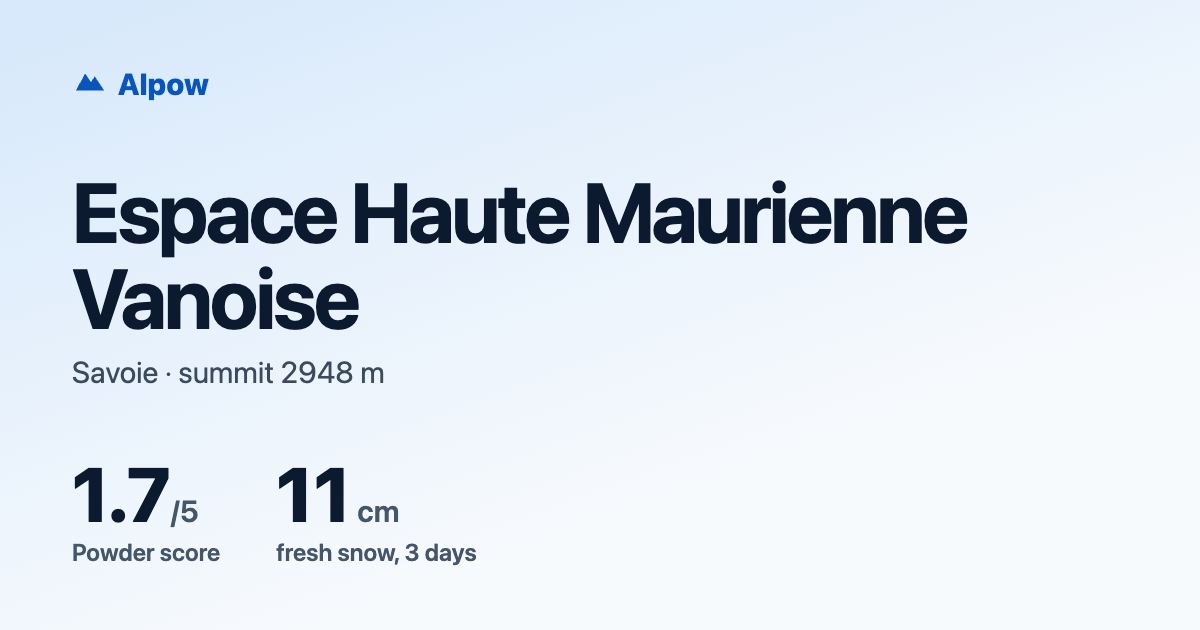 Alpow
Espace Haute Maurienne
Vanoise
Savoie · summit 2948 m
1.7/5
Powder score
11 cm
fresh snow, 3 days